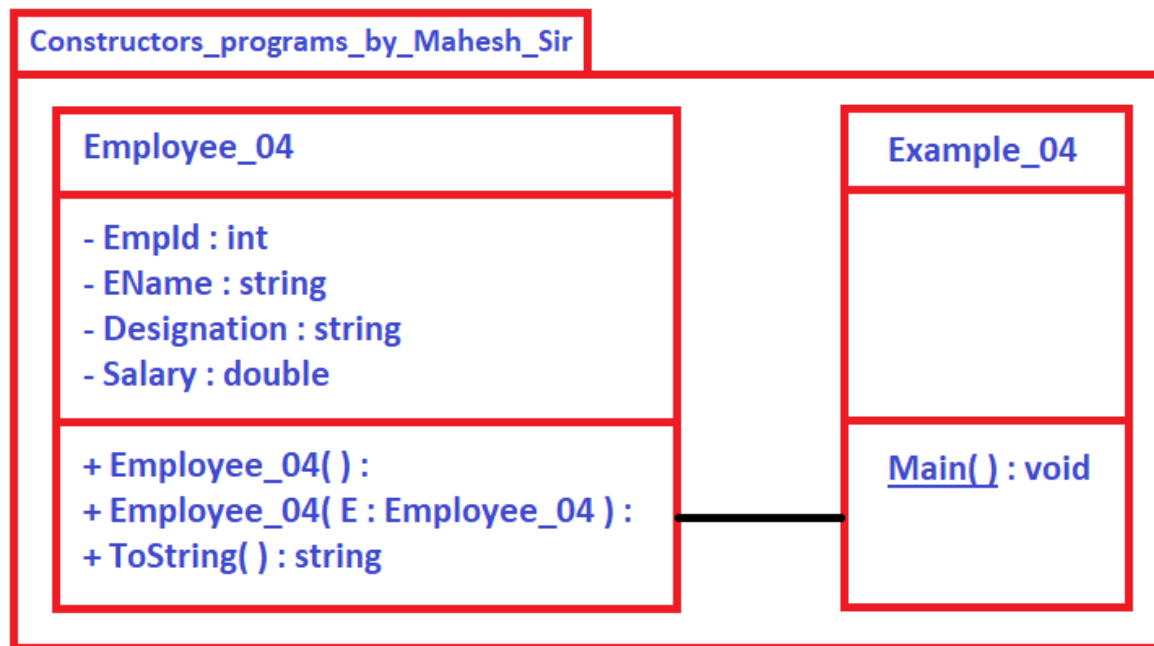 Constructors_programs_by_Mahesh_Sir
Employee_04
- EmpId : int
- EName : string
- Designation : string
- Salary : double
+ Employee_04( ) :
+ Employee_04( E : Employee_04 ) :
+ ToString( ) : string
Example_04
Main( ) : void